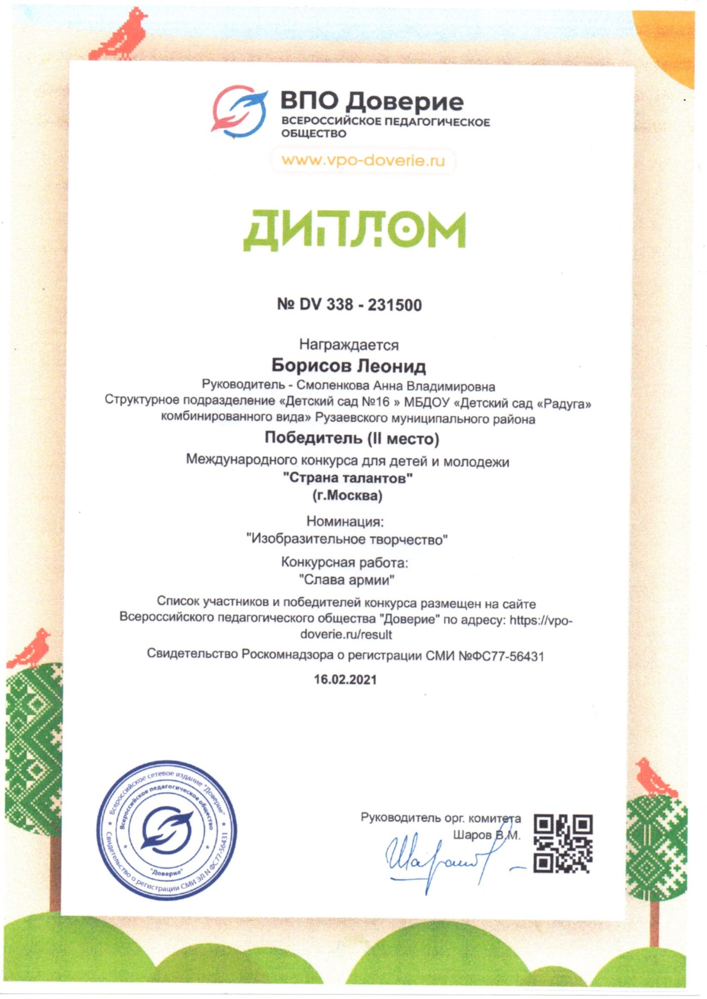 ВПО Доверие
ВСЕРОССИЙСКОЕ ПЕДАГОГИЧЕСКОЕ
ОБЩЕСТВО
www.vpo-doverie.ru
ДИПЛОМ
№ DV 338 - 231500
Награждается
Борисов Леонид
Руководитель - Смоленкова Анна Владимировна
Структурное подразделение «Детский сад №16 » МБДОУ «Детский сад «Радуга»
комбинированного вида» Рузаевского муниципального района
Победитель (II место)
Международного конкурса для детей и молодежи
"Страна талантов"
(г.Москва)
Номинация:
"Изобразительное творчество"
Конкурсная работа:
"Слава армии"
Список участников и победителей конкурса размещен на сайте
Всероссийского педагогического общества "Доверие" по адресу: https://vpo-
doverie.ru/result
Свидетельство Роскомнадзора о регистрации СМИ №ФС77-56431
16.02.2021
Всероссийское сетевое издание "Доверие"
Свидетельство о регистрации СМИ ЭЛ N ФС77-56431
Всероссийское педагогическое общество
"Доверие"
Руководитель орг. комитета
Шаров В.М.